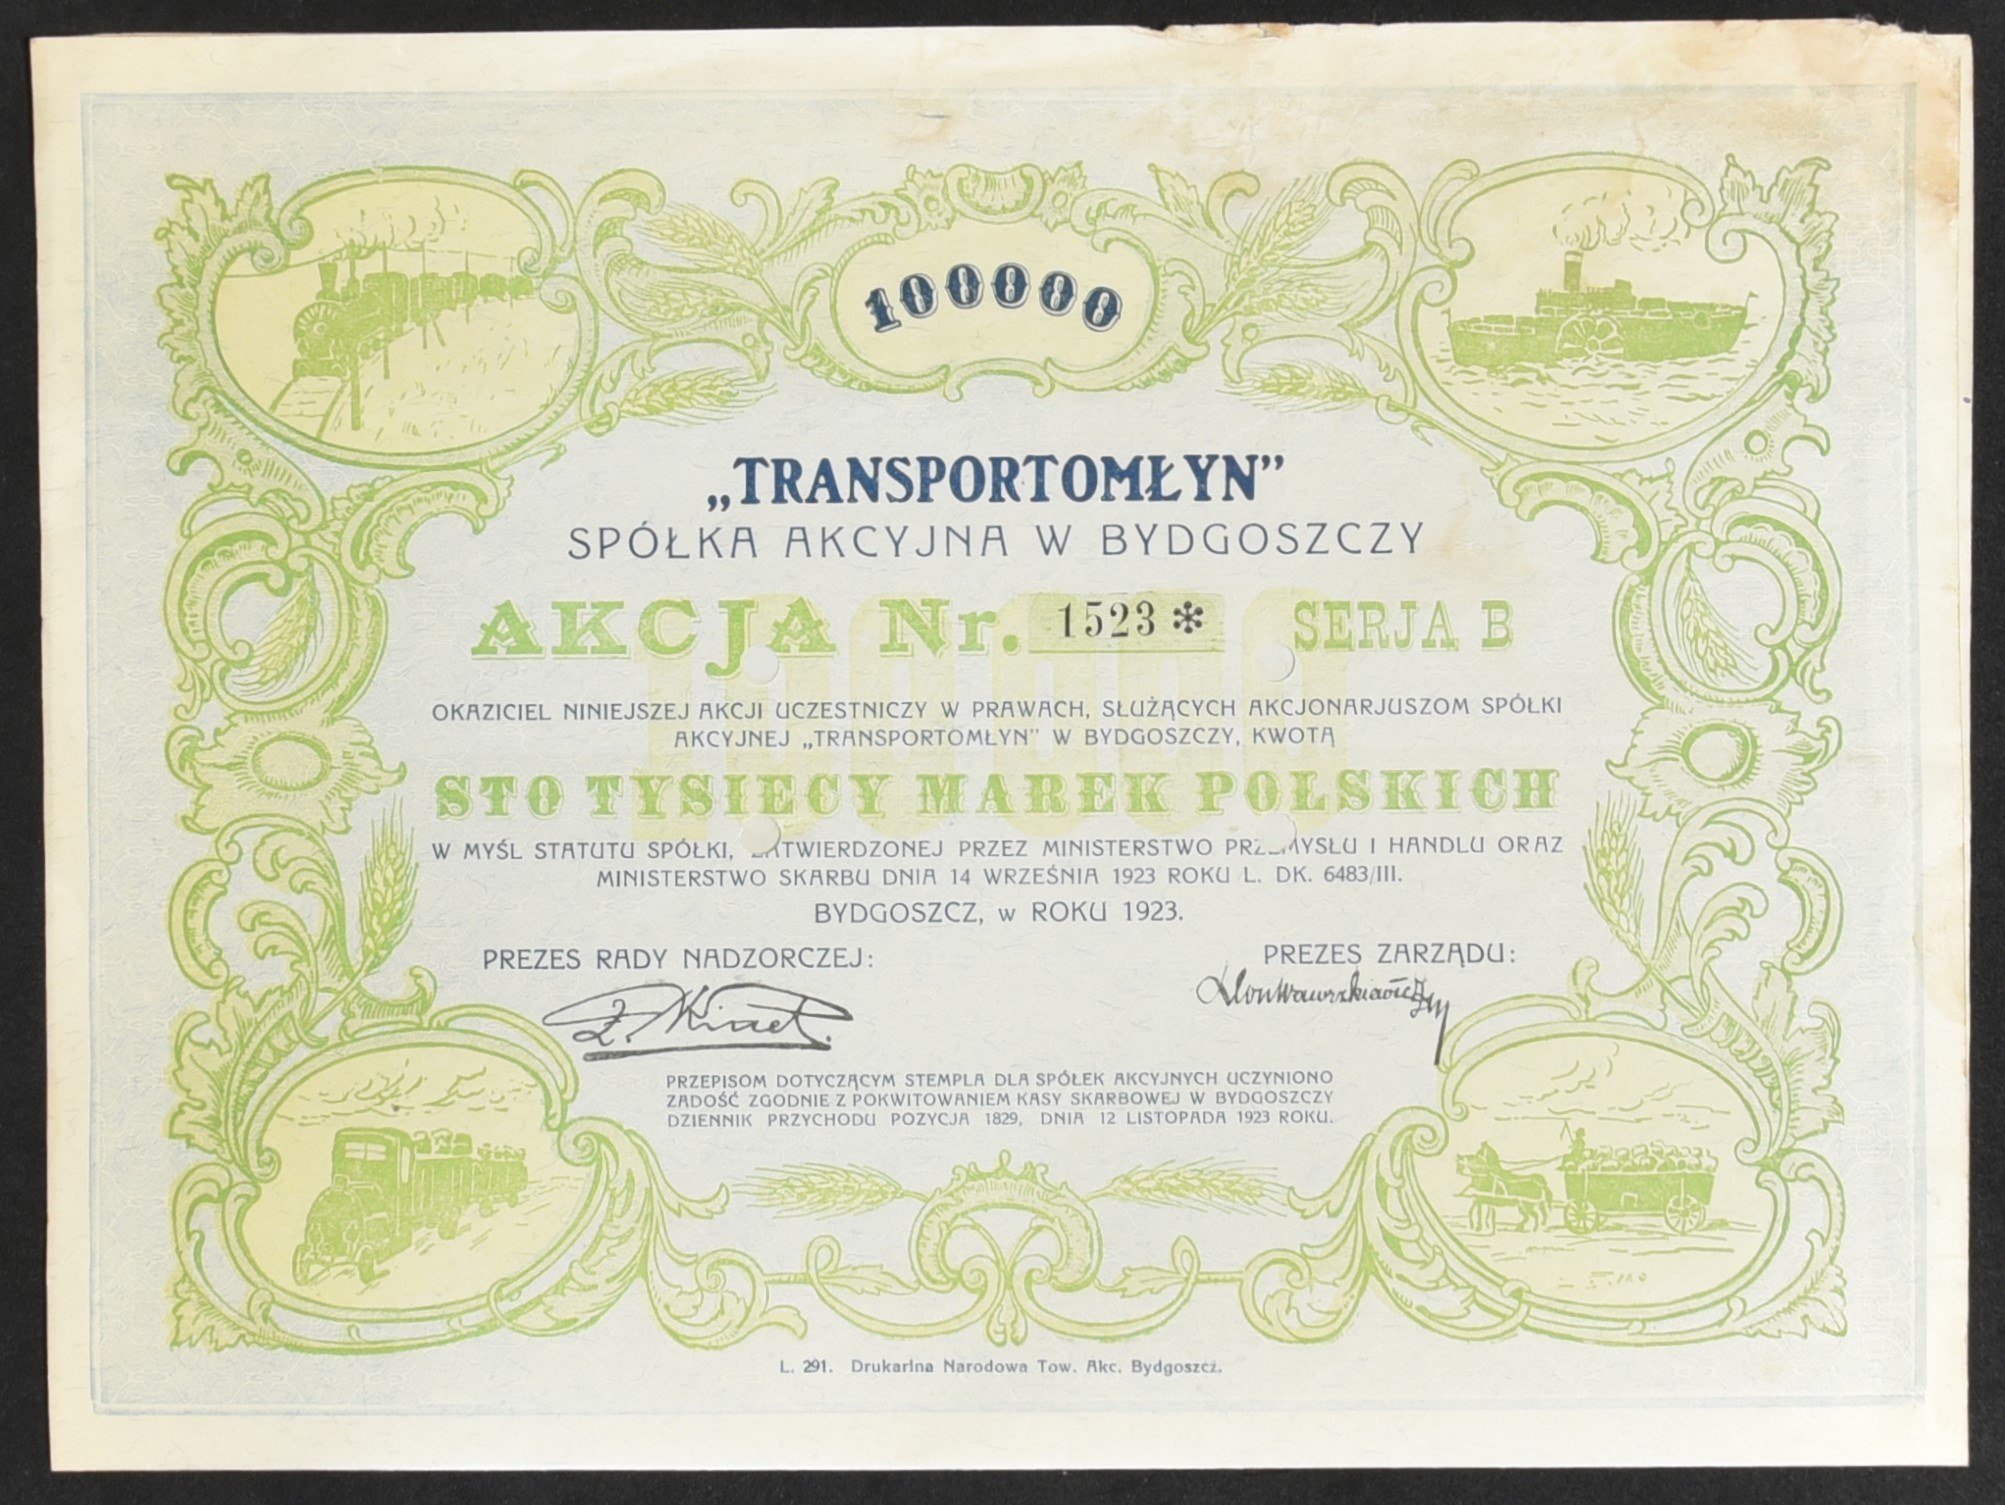 100000
„TRANSPORTOMŁYN”
SPÓŁKA AKCYJNA W BYDGOSZCZY
AKCJA Nr. 1523* SERJA B
OKAZICIEL NINIEJSZEJ AKCJI UCZESTNICZY W PRAWACH, SŁUŻĄCYCH AKCJONARJUSZOM SPÓŁKI
AKCYJNEJ „TRANSPORTOMŁYN” W BYDGOSZCZY, KWOTĄ
STO TYSIĘCY MAREK POLSKICH
W MYŚL STATUTU SPÓŁKI, ZATWIERDZONEJ PRZEZ MINISTERSTWO PRZEMYSŁU I HANDLU ORAZ
MINISTERSTWO SKARBU DNIA 14 WRZEŚNIA 1923 ROKU L. DK. 6483/III.
BYDGOSZCZ, w ROKU 1923.
PREZES RADY NADZORCZEJ: PREZES ZARZĄDU:
PRZEPISOM DOTYCZĄCYM STEMPLA DLA SPÓŁEK AKCYJNYCH UCZYNIONO
ZADOŚĆ ZGODNIE Z POKWITOWANIEM KASY SKARBOWEJ W BYDGOSZCZY
DZIENNIK PRZYCHODU POZYCJA 1829, DNIA 12 LISTOPADA 1923 ROKU.
L. 291. Drukarina Narodowa Tow. Akc. Bydgoszcz.